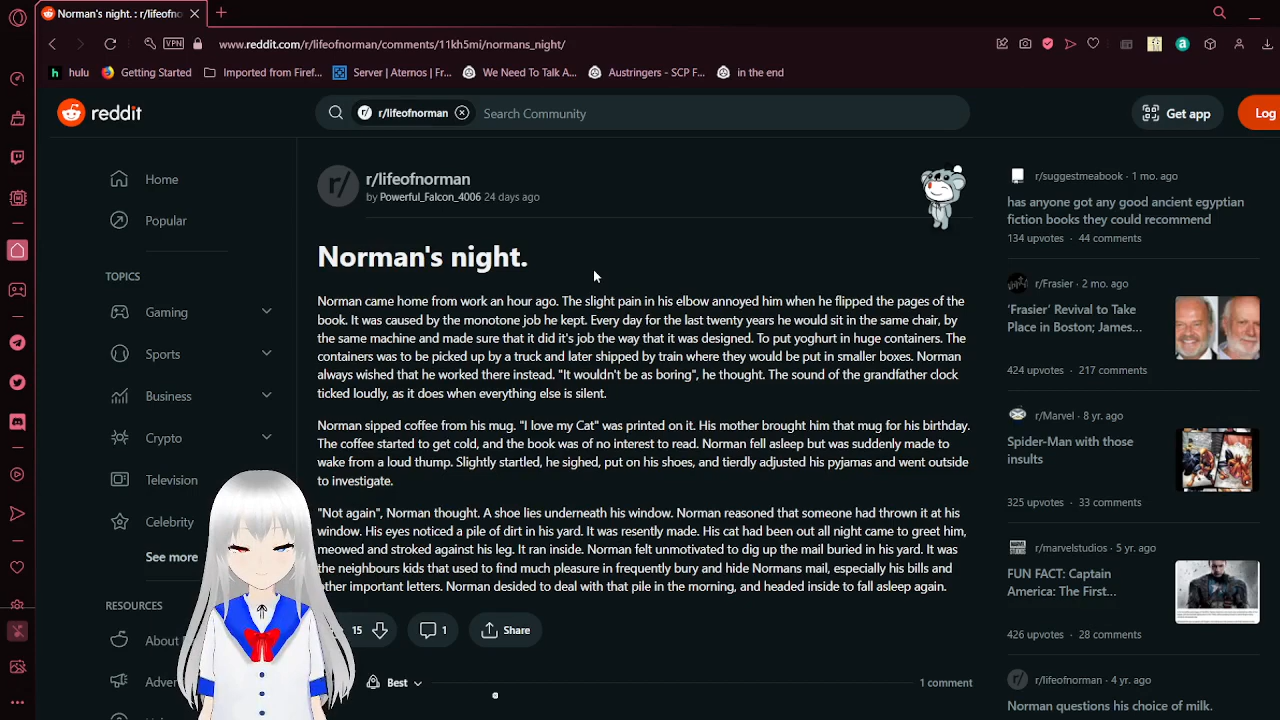 Norman's night. : r/lifeofno
VPN
www.reddit.com/r/lifeofnorman/comments/11kh5mi/normans_night/
h hulu
Getting Started
Imported from Firef...
Server | Aternos | Fr...
We Need To Talk A...
Austringers - SCP F...
in the end
reddit
r/ r/lifeofnorman
Search Community
Get app
Log
Home
Popular
TOPICS
Gaming
Sports
Business
Crypto
Television
Celebrity
See more
RESOURCES
About
Adver
r/
r/lifeofnorman
by Powerful_Falcon_4006 24 days ago
Norman's night.
Norman came home from work an hour ago. The slight pain in his elbow annoyed him when he flipped the pages of the
book. It was caused by the monotone job he kept. Every day for the last twenty years he would sit in the same chair, by
the same machine and made sure that it did it's job the way that it was designed. To put yoghurt in huge containers. The
containers was to be picked up by a truck and later shipped by train where they would be put in smaller boxes. Norman
always wished that he worked there instead. "It wouldn't be as boring", he thought. The sound of the grandfather clock
ticked loudly, as it does when everything else is silent.
Norman sipped coffee from his mug. "I love my Cat" was printed on it. His mother brought him that mug for his birthday.
The coffee started to get cold, and the book was of no interest to read. Norman fell asleep but was suddenly made to
wake from a loud thump. Slightly startled, he sighed, put on his shoes, and tierdly adjusted his pyjamas and went outside
to investigate.
"Not again", Norman thought. A shoe lies underneath his window. Norman reasoned that someone had thrown it at his
window. His eyes noticed a pile of dirt in his yard. It was resently made. His cat had been out all night came to greet him,
meowed and stroked against his leg. It ran inside. Norman felt unmotivated to dig up the mail buried in his yard. It was
the neighbours kids that used to find much pleasure in frequently bury and hide Normans mail, especially his bills and
other important letters. Norman decided to deal with that pile in the morning, and headed inside to fall asleep again.
15
1
Share
Best
1 comment
r/suggestmeabook · 1 mo. ago
has anyone got any good ancient egyptian
fiction books they could recommend
134 upvotes · 44 comments
r/Frasier · 2 mo. ago
'Frasier' Revival to Take
Place in Boston; James...
424 upvotes · 217 comments
r/Marvel · 8 yr. ago
Spider-Man with those
insults
325 upvotes · 33 comments
r/marvelstudios · 5 yr. ago
FUN FACT: Captain
America: The First...
426 upvotes · 28 comments
r/lifeofnorman · 4 yr. ago
Norman questions his choice of milk.